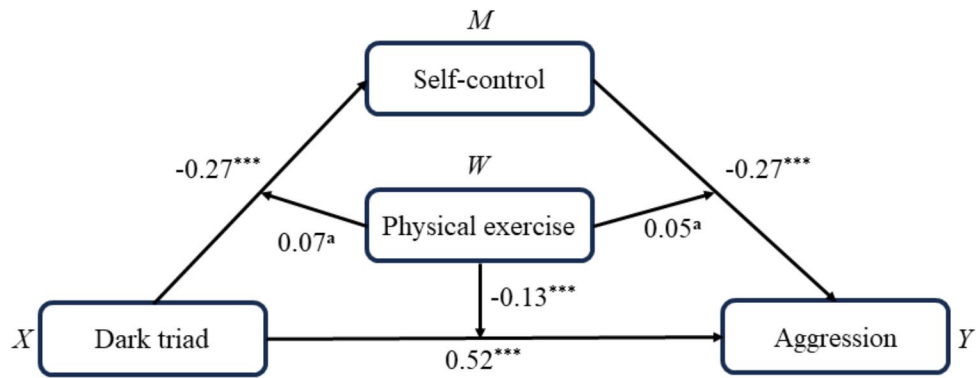 M
Self-control
-0.27***
-0.27***
W
Physical exercise
0.07ᵃ
0.05ᵃ
-0.13***
X
Dark triad
0.52***
Aggression
Y